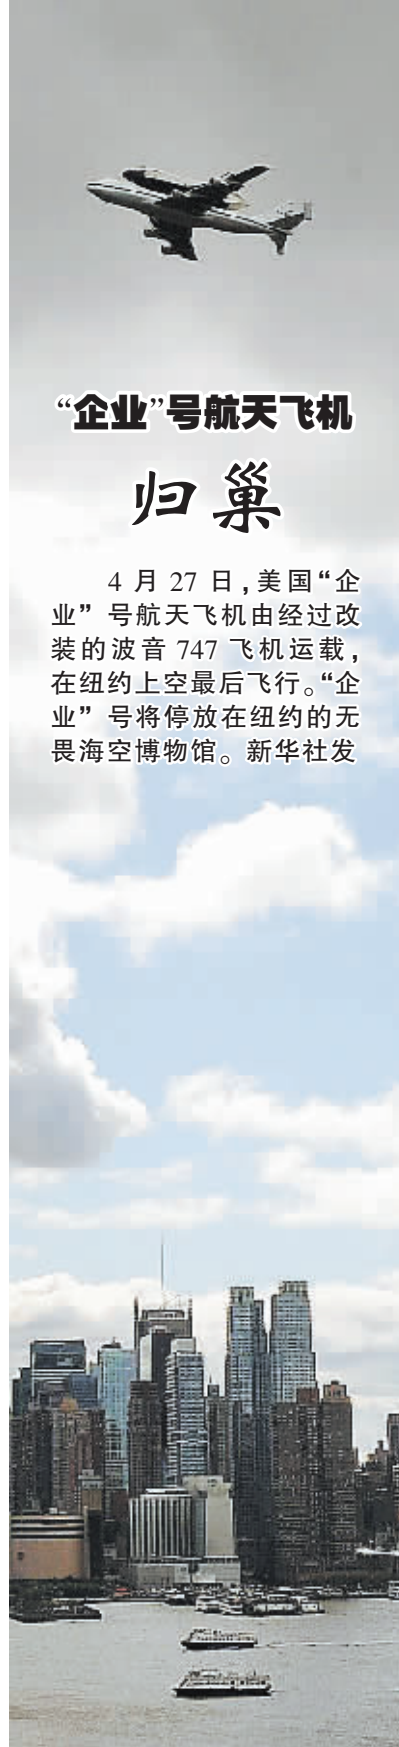 “企业”号航天飞机
归巢
4 月 27 日，美国“企
业”号航天飞机由经过改
装的波音 747 飞机运载，
在纽约上空最后飞行。“企
业”号将停放在纽约的无
畏海空博物馆。新华社发